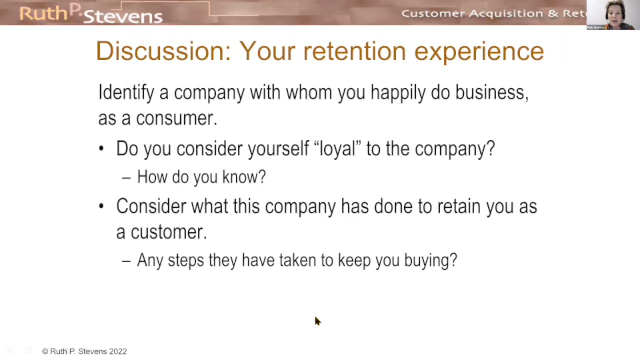 Ruth P. Stevens
Customer Acquisition & Rete
Discussion: Your retention experience
Identify a company with whom you happily do business,
as a consumer.
• Do you consider yourself “loyal” to the company?
– How do you know?
• Consider what this company has done to retain you as
a customer.
– Any steps they have taken to keep you buying?
© Ruth P. Stevens 2022